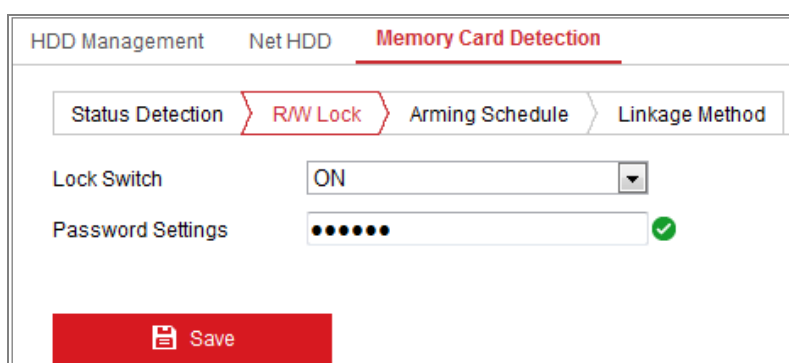 HDD Management Net HDD Memory Card Detection
Status Detection R/W Lock Arming Schedule Linkage Method
Lock Switch ON
Password Settings ●●●●●●
Save